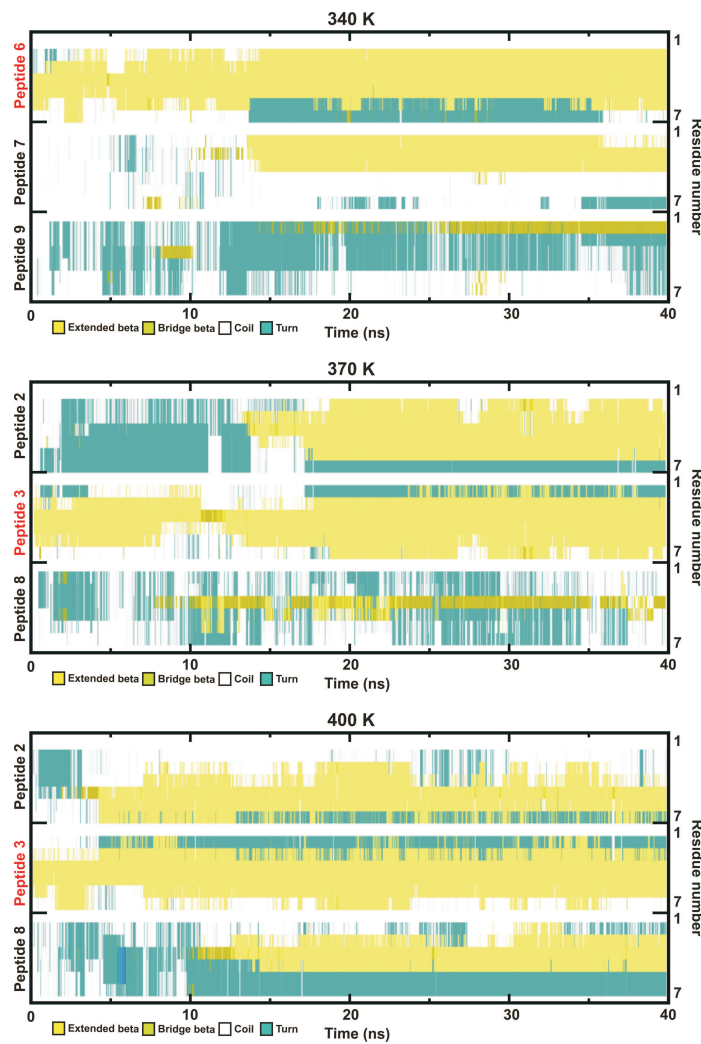 340 K
Peptide 6
Peptide 7
Peptide 9
1
7
1
7
1
7
Residue number
0
10
20
30
40
Time (ns)
Extended beta
Bridge beta
Coil
Turn
370 K
Peptide 2
Peptide 3
Peptide 8
1
7
1
7
1
7
Residue number
0
10
20
30
40
Time (ns)
Extended beta
Bridge beta
Coil
Turn
400 K
Peptide 2
Peptide 3
Peptide 8
1
7
1
7
1
7
Residue number
0
10
20
30
40
Time (ns)
Extended beta
Bridge beta
Coil
Turn